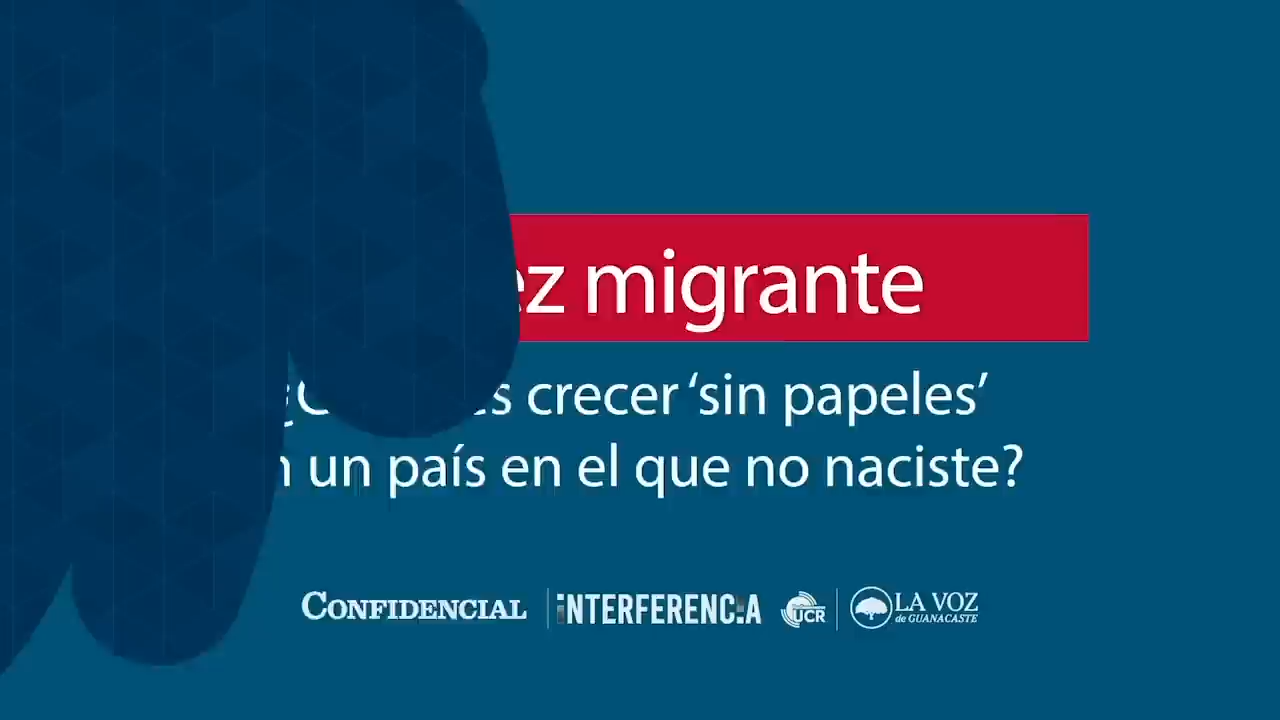 ez migrante
es crecer ‘sin papeles’
un país en el que no naciste?
CONFIDENCIAL
iNTERFERENCiA
UCR
LA VOZ
de GUANACASTE